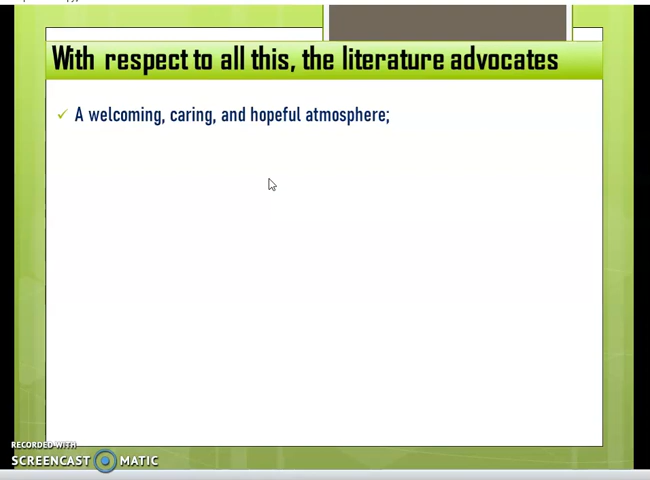 With respect to all this, the literature advocates
A welcoming, caring, and hopeful atmosphere;
RECORDED WITH
SCREENCAST MATIC